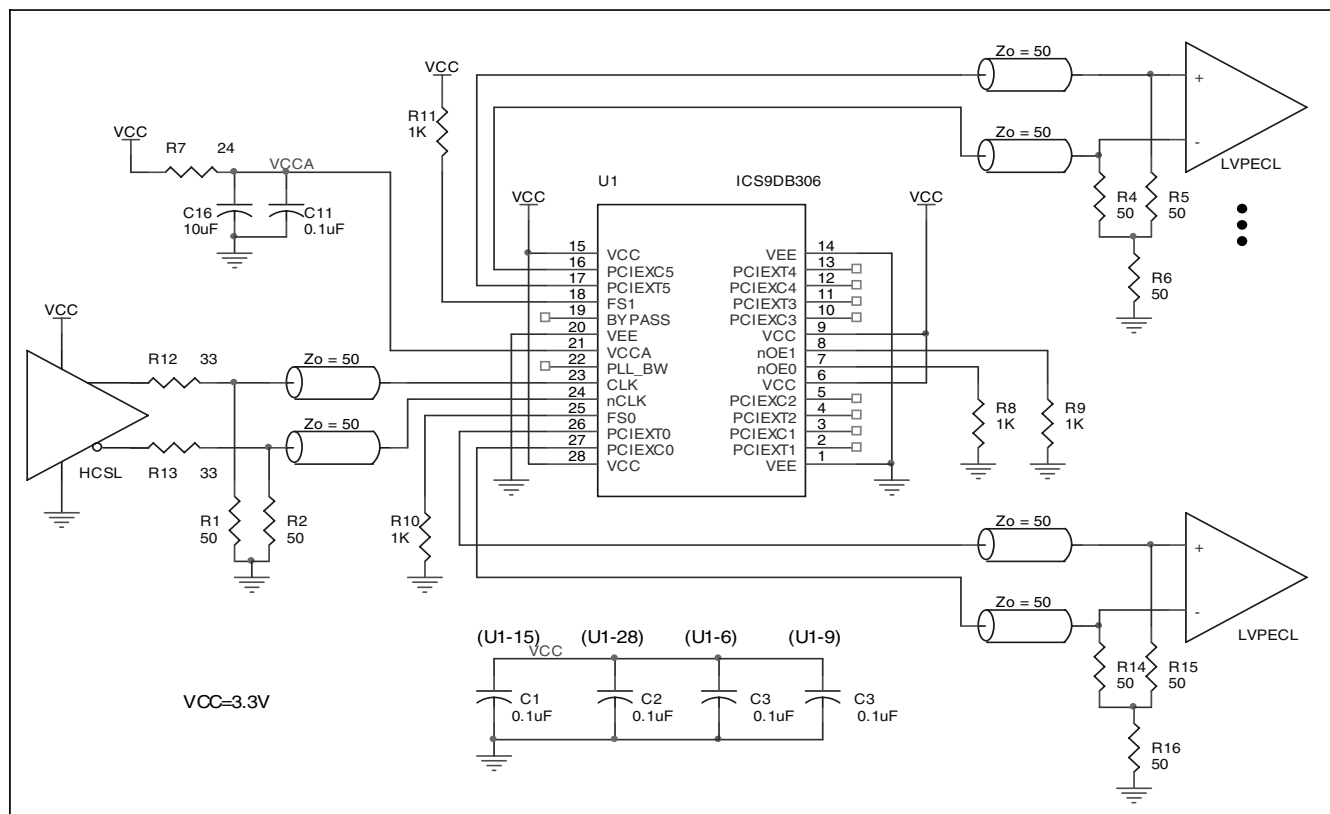 Zo = 50
VCC
R11
1K
Zo = 50
+
-
LVPECL
VCC
R7 24
VCCA
C16
10uF
C11
0.1uF
R4
50
R5
50
R6
50
U1 ICS9DB306
VCC
VCC
15 VCC
16 PCIEXC5
17 PCIEXT5
18 FS1
19 BYPASS
20 VEE
21 VCCA
22 PLL_BW
23 CLK
24 nCLK
25 FS0
26 PCIEXT0
27 PCIEXC0
28 VCC
VEE 14
PCIEXT4 13
PCIEXC4 12
PCIEXT3 11
PCIEXC3 10
VCC 9
nOE1 8
nOE0 7
VCC 6
PCIEXC2 5
PCIEXT2 4
PCIEXC1 3
PCIEXT1 2
VEE 1
VCC
R12 33
Zo = 50
Zo = 50
HCSL
R13 33
R1
50
R2
50
R10
1K
R8
1K
R9
1K
Zo = 50
Zo = 50
+
-
LVPECL
R14
50
R15
50
R16
50
(U1-15) (U1-28) (U1-6) (U1-9)
VCC
C1
0.1uF
C2
0.1uF
C3
0.1uF
C3
0.1uF
VCC=3.3V